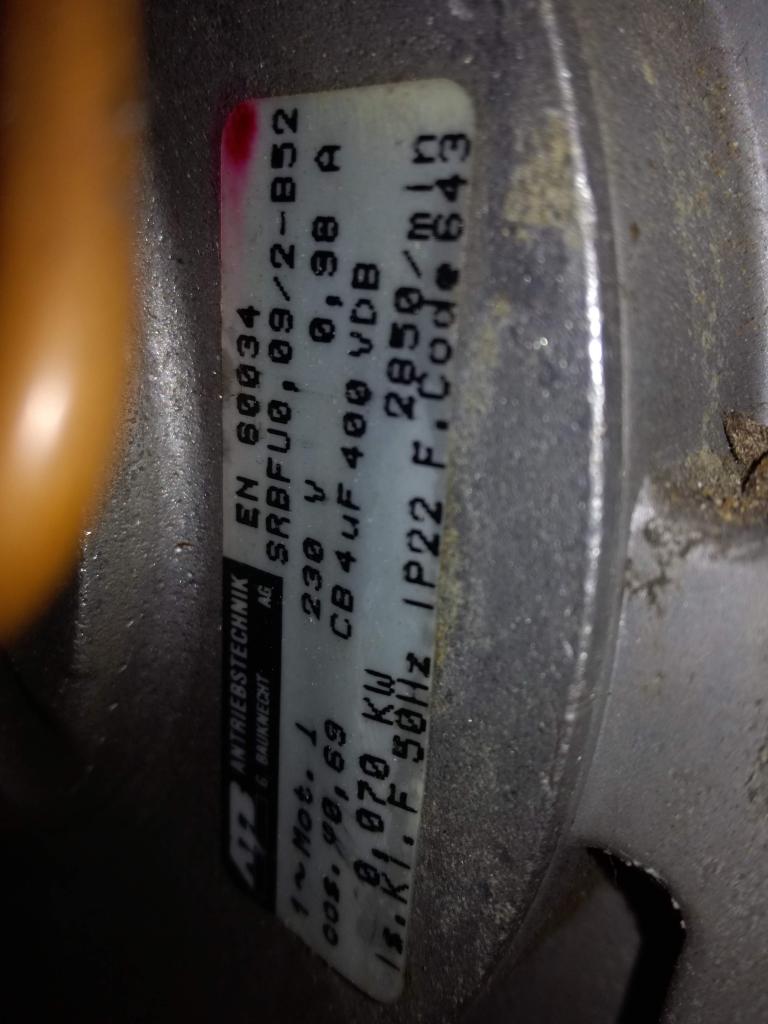 ATB ANTRIEBSTECHNIK
G BAUKNECHT AG
EN 60034
1~Mot. SRBFU0,09/2-B52
230 V 0,98 A
cos. 0,69 CB 4uF 400 VDB
0,070 KW 2850/min
Is.Kl. F 50Hz IP22 F.Code 643